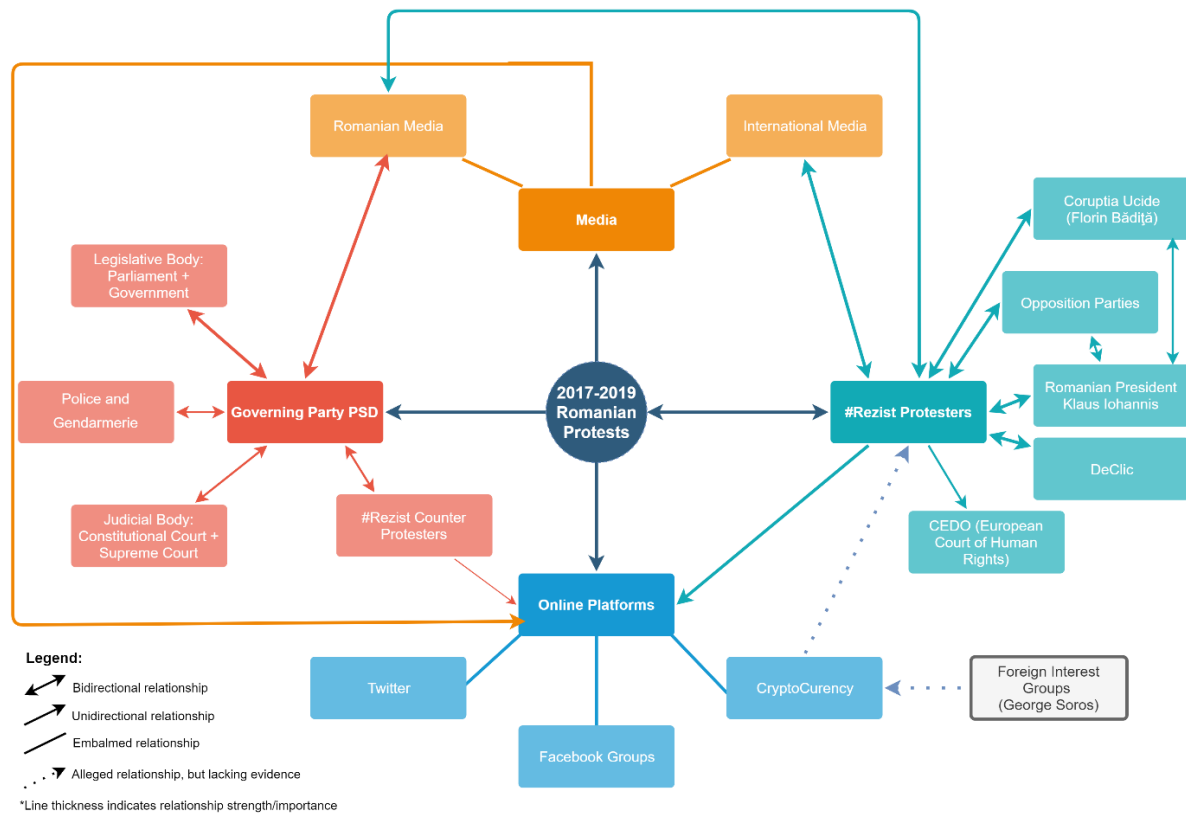 Romanian Media
International Media
Media
Coruptia Ucide
(Florin Bădiţă)
Legislative Body:
Parliament +
Government
Opposition Parties
Police and
Gendarmerie
Governing Party PSD
2017-2019
Romanian
Protests
#Rezist Protesters
Romanian President
Klaus Iohannis
DeClic
Judicial Body:
Constitutional Court +
Supreme Court
#Rezist Counter
Protesters
CEDO (European
Court of Human
Rights)
Online Platforms
Twitter
Facebook Groups
CryptoCurency
Foreign Interest
Groups
(George Soros)
Legend:
Bidirectional relationship
Unidirectional relationship
Embalmed relationship
Alleged relationship, but lacking evidence
*Line thickness indicates relationship strength/importance